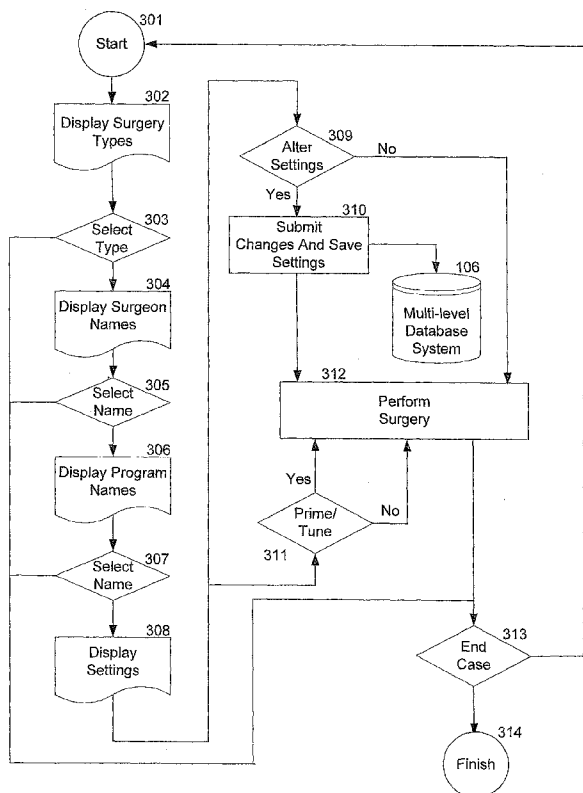 301
Start
302
Display Surgery
Types
303
Select
Type
304
Display Surgeon
Names
305
Select
Name
306
Display Program
Names
307
Select
Name
308
Display
Settings
309
Alter
Settings
No
Yes
310
Submit
Changes And Save
Settings
106
Multi-level
Database
System
312
Perform
Surgery
Yes
No
Prime/
Tune
311
313
End
Case
314
Finish